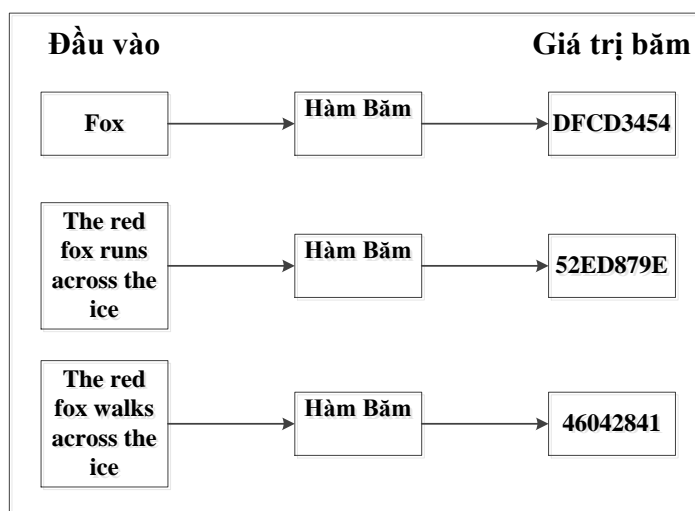 Đầu vào
Giá trị băm
Fox
Hàm Băm
DFCD3454
The red
fox runs
across the
ice
Hàm Băm
52ED879E
The red
fox walks
across the
ice
Hàm Băm
46042841